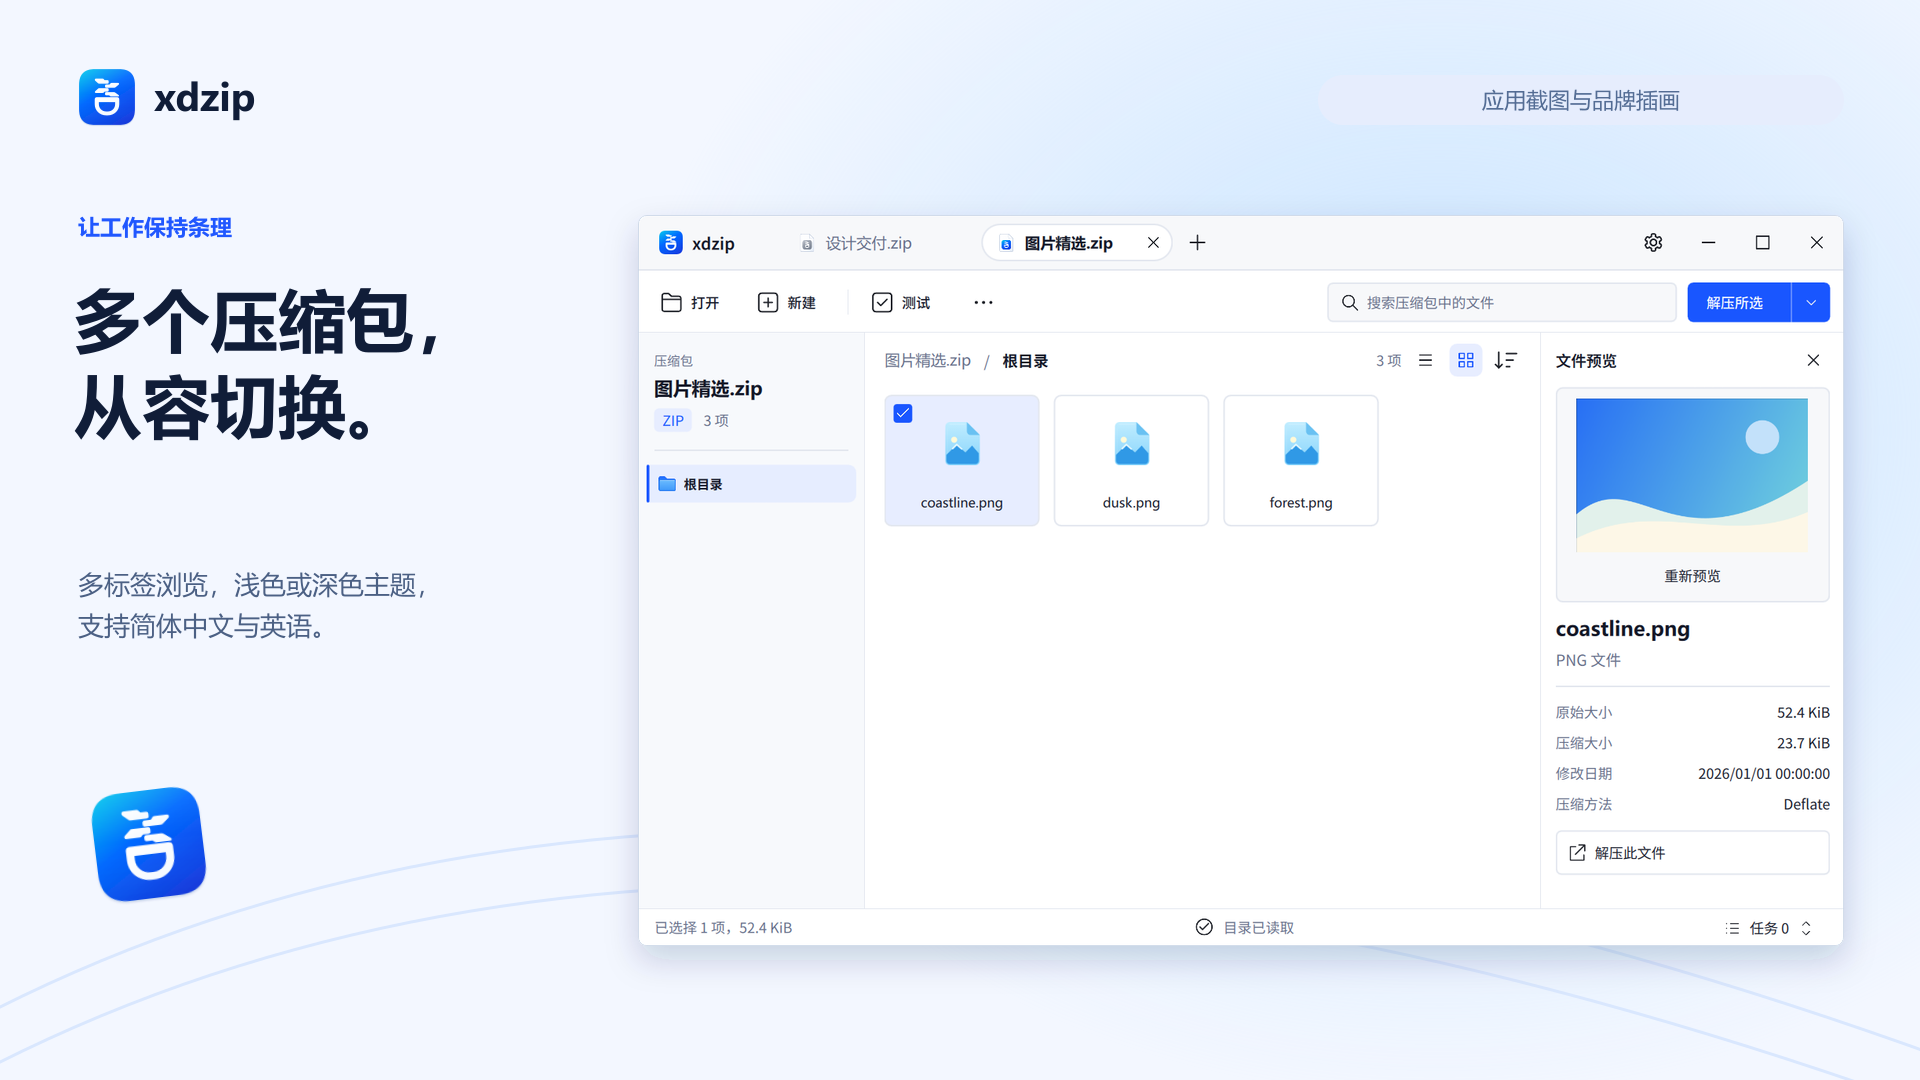 xdzip
应用截图与品牌插画
让工作保持条理
多个压缩包，
从容切换。
多标签浏览，浅色或深色主题，
支持简体中文与英语。
xdzip
设计交付.zip
图片精选.zip
打开
新建
测试
搜索压缩包中的文件
解压所选
压缩包
图片精选.zip
ZIP 3 项
根目录
图片精选.zip / 根目录
3 项
coastline.png
dusk.png
forest.png
文件预览
重新预览
coastline.png
PNG 文件
原始大小 52.4 KiB
压缩大小 23.7 KiB
修改日期 2026/01/01 00:00:00
压缩方法 Deflate
解压此文件
已选择 1 项，52.4 KiB
目录已读取
任务 0